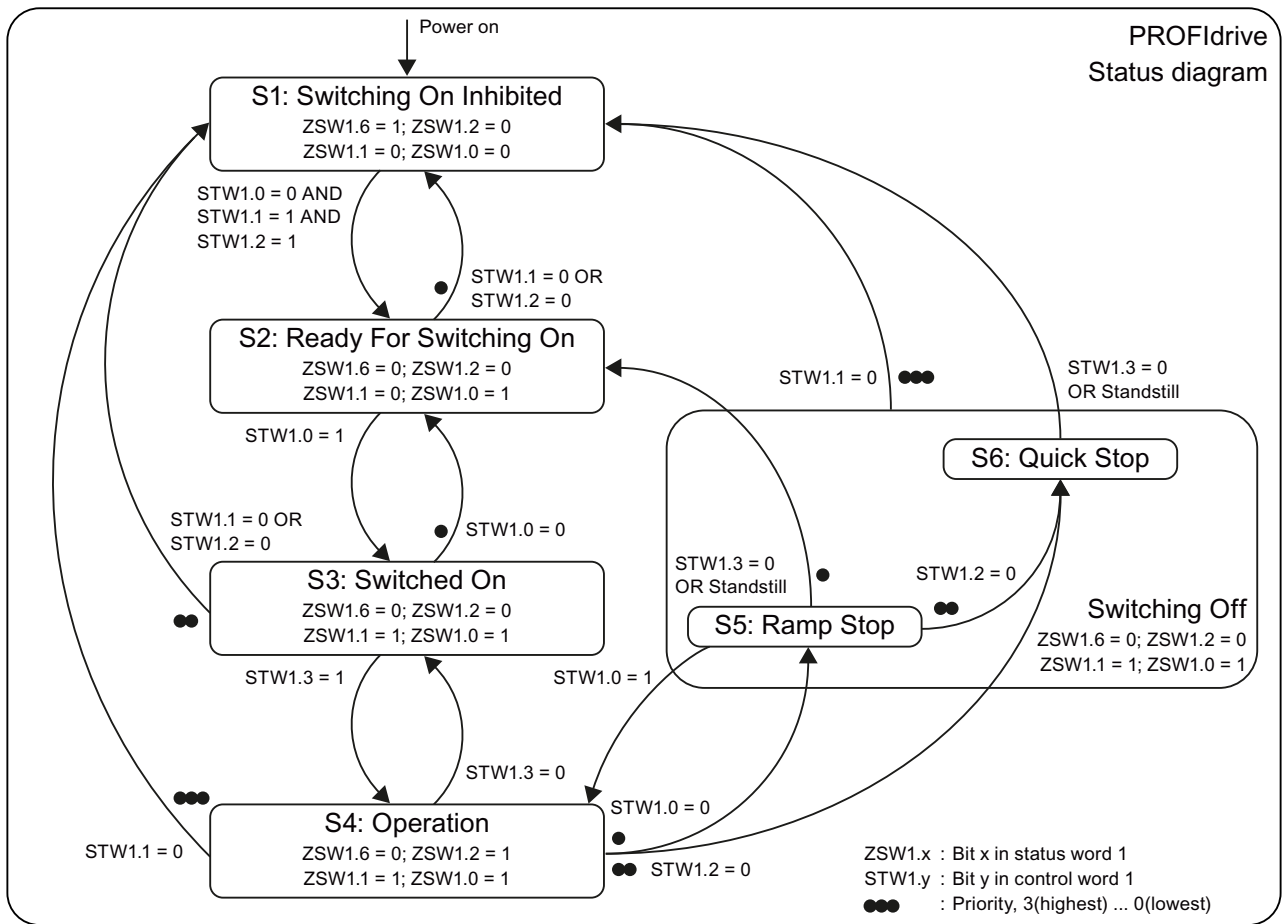 Power on
PROFIdrive
Status diagram
S1: Switching On Inhibited
ZSW1.6 = 1; ZSW1.2 = 0
ZSW1.1 = 0; ZSW1.0 = 0
STW1.0 = 0 AND
STW1.1 = 1 AND
STW1.2 = 1
STW1.1 = 0 OR
STW1.2 = 0
S2: Ready For Switching On
ZSW1.6 = 0; ZSW1.2 = 0
ZSW1.1 = 0; ZSW1.0 = 1
STW1.1 = 0
STW1.3 = 0
OR Standstill
STW1.0 = 1
S6: Quick Stop
STW1.1 = 0 OR
STW1.2 = 0
STW1.0 = 0
STW1.3 = 0
OR Standstill
STW1.2 = 0
S3: Switched On
ZSW1.6 = 0; ZSW1.2 = 0
ZSW1.1 = 1; ZSW1.0 = 1
S5: Ramp Stop
Switching Off
ZSW1.6 = 0; ZSW1.2 = 0
ZSW1.1 = 1; ZSW1.0 = 1
STW1.3 = 1
STW1.0 = 1
STW1.3 = 0
STW1.0 = 0
S4: Operation
ZSW1.6 = 0; ZSW1.2 = 1
ZSW1.1 = 1; ZSW1.0 = 1
STW1.1 = 0
STW1.2 = 0
ZSW1.x : Bit x in status word 1
STW1.y : Bit y in control word 1
: Priority, 3(highest) ... 0(lowest)